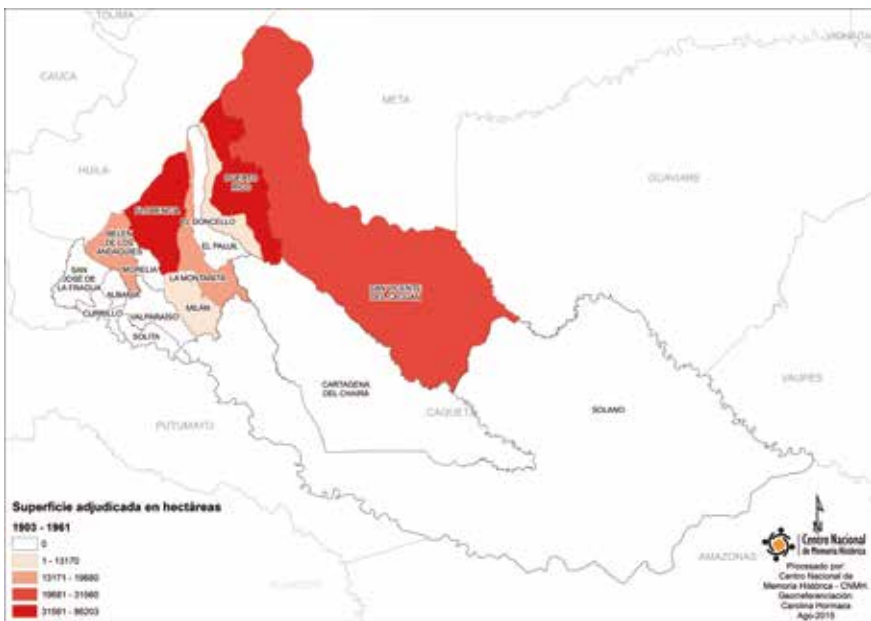 TOLIMA
VICHADA
CAUCA
META
HUILA
GUAVIARE
PUERTO
RICO
FLORENCIA
EL DONCELLO
BELEN
DE LOS
ANDAQUIES
EL PAUJIL
SAN
JOSE DE
LA FRAGUA
MORELIA
LA MONTAÑITA
ALBANIA
SAN VICENTE
DEL CAGUAN
CURRILLO
VALPARAISO
MILAN
SOLITA
CARTAGENA
DEL CHAIRA
SOLANO
VAUPES
CAQUETA
PUTUMAYO
AMAZONAS
Superficie adjudicada en hectáreas
1903 - 1961
0
1 - 13170
13171 - 19680
19681 - 31560
31561 - 86203
N
Centro Nacional
de Memoria Histórica
Procesado por:
Centro Nacional de
Memoria Histórica - CNMH.
Georreferenciación
Carolina Hormaza
Ago-2015